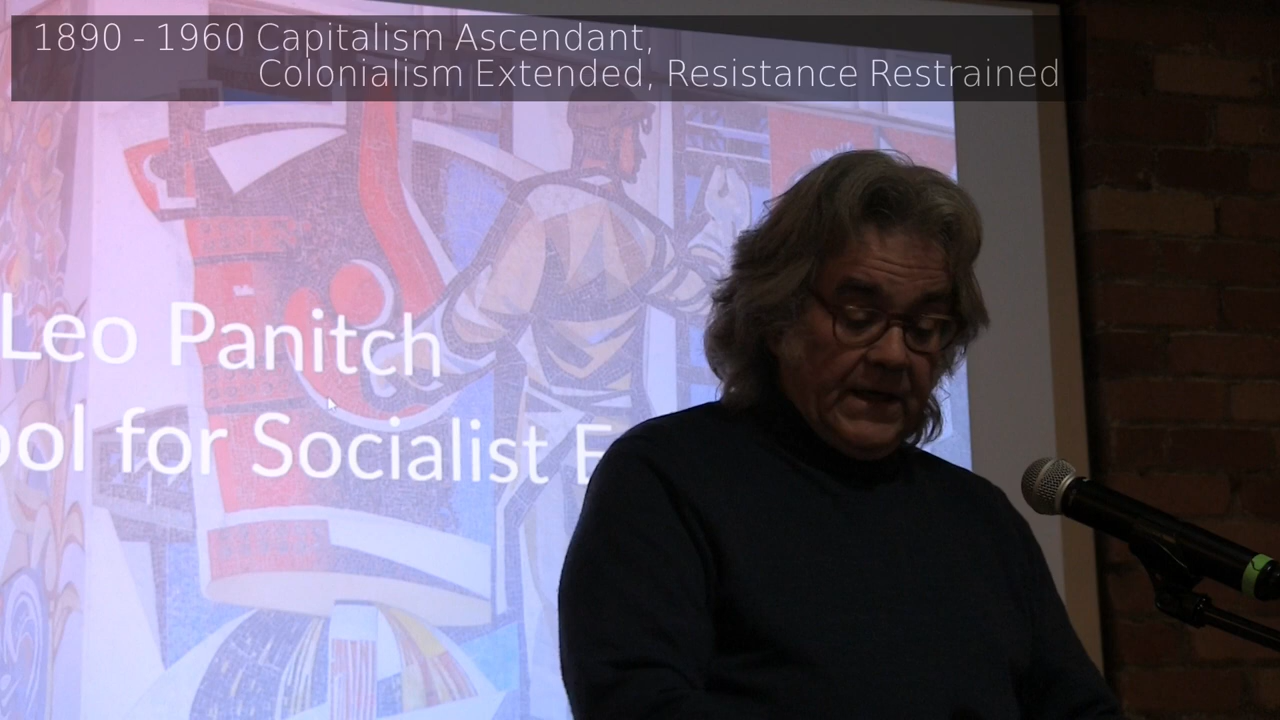 1890 - 1960 Capitalism Ascendant,
Colonialism Extended, Resistance Restrained
Leo Panitch
ool for Socialist E